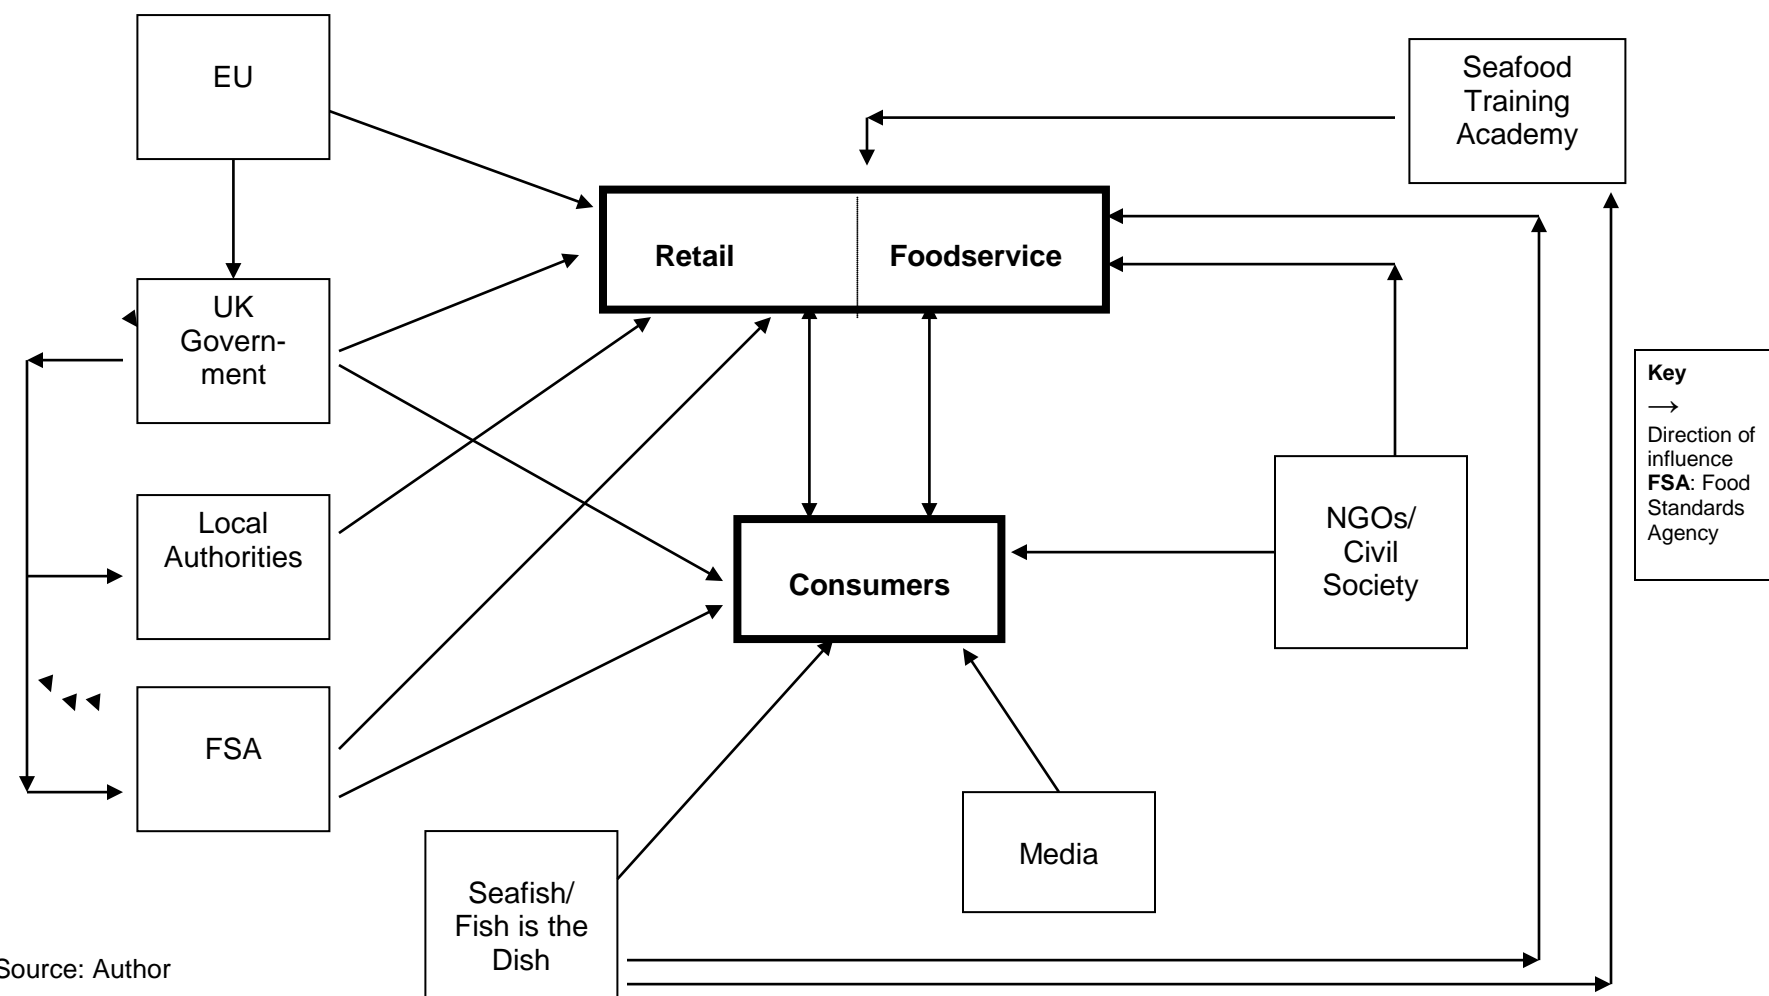 EU
Seafood
Training
Academy
Retail
Foodservice
UK
Govern-
ment
Key
→
Direction of
influence
FSA: Food
Standards
Agency
Local
Authorities
NGOs/
Civil
Society
Consumers
FSA
Media
Seafish/
Fish is the
Dish
Source: Author